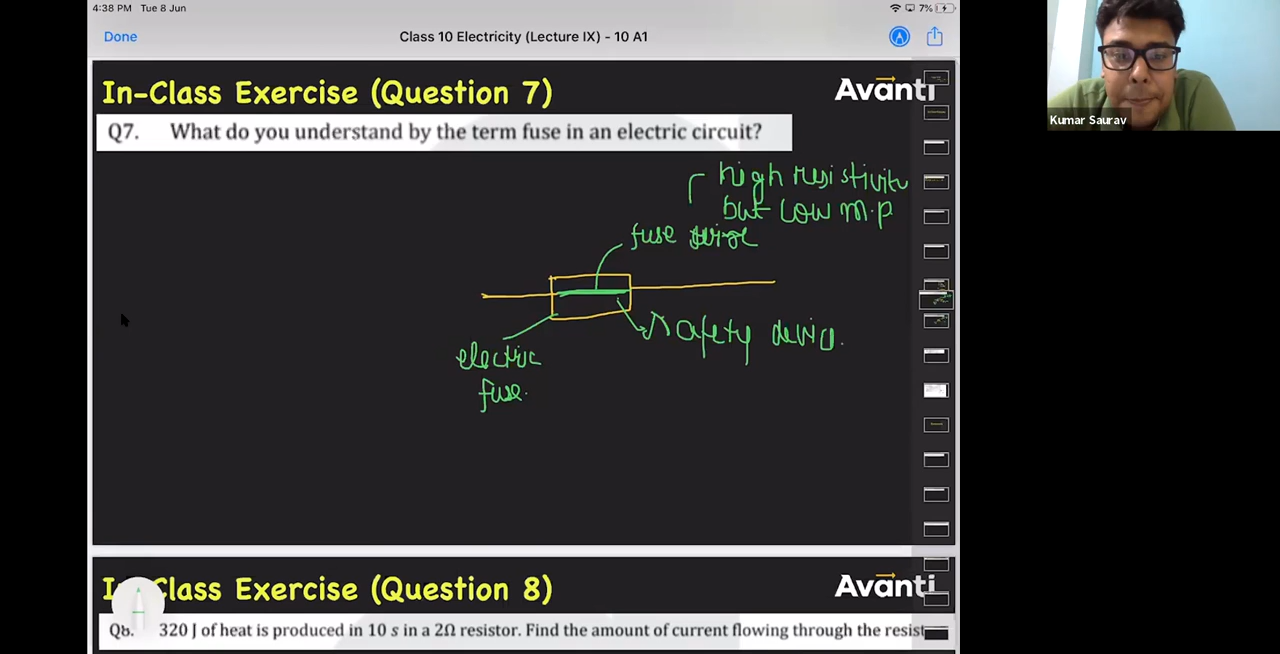 4:38 PM Tue 8 Jun
7%
Done
Class 10 Electricity (Lecture IX) - 10 A1
In-Class Exercise (Question 7)
Avanti
Q7. What do you understand by the term fuse in an electric circuit?
high resistivity
but low m.p
fuse wire
safety device.
electric
fuse.
Kumar Saurav
Class Exercise (Question 8)
Avanti
Q8. 320 J of heat is produced in 10 s in a 2Ω resistor. Find the amount of current flowing through the resist